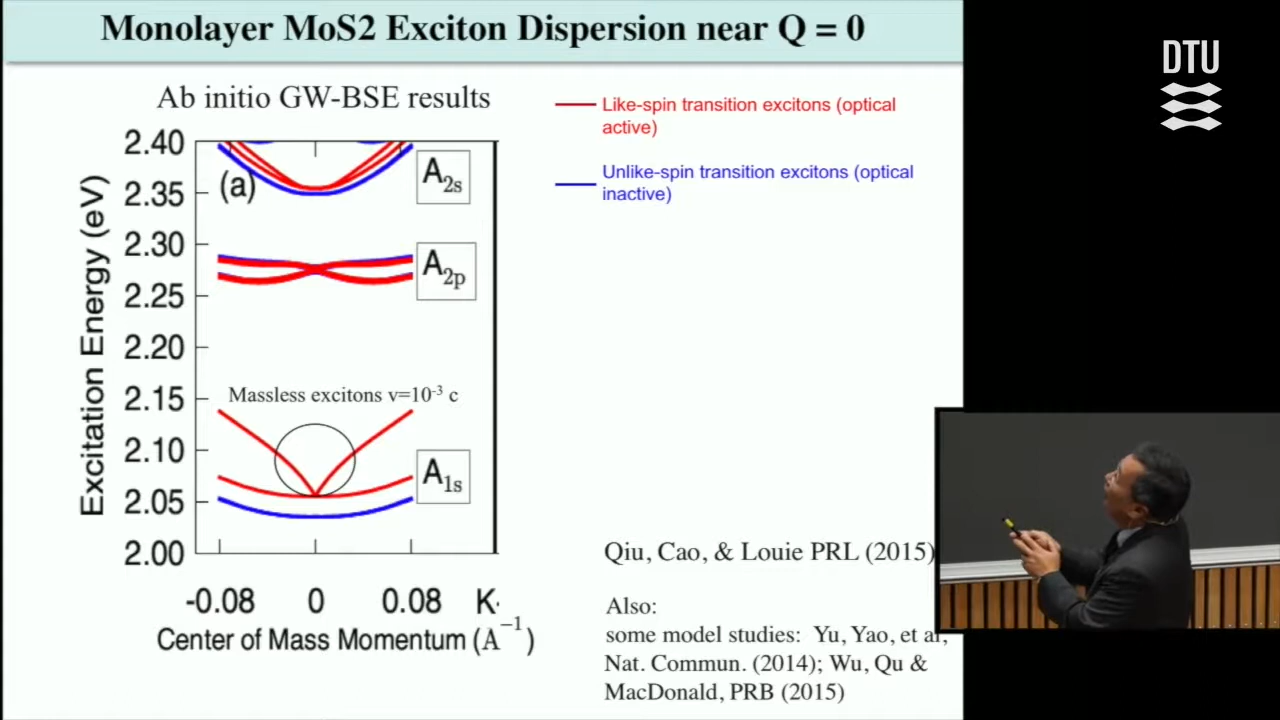 Monolayer MoS2 Exciton Dispersion near Q = 0
DTU
Ab initio GW-BSE results
Like-spin transition excitons (optical
active)
Unlike-spin transition excitons (optical
inactive)
Excitation Energy (eV)
2.40
2.35
2.30
2.25
2.20
2.15
2.10
2.05
2.00
(a)
A2s
A2p
Massless excitons v=10-3 c
A1s
-0.08 0 0.08 K
Center of Mass Momentum (A−1)
Qiu, Cao, & Louie PRL (2015)
Also:
some model studies: Yu, Yao, et al,
Nat. Commun. (2014); Wu, Qu &
MacDonald, PRB (2015)